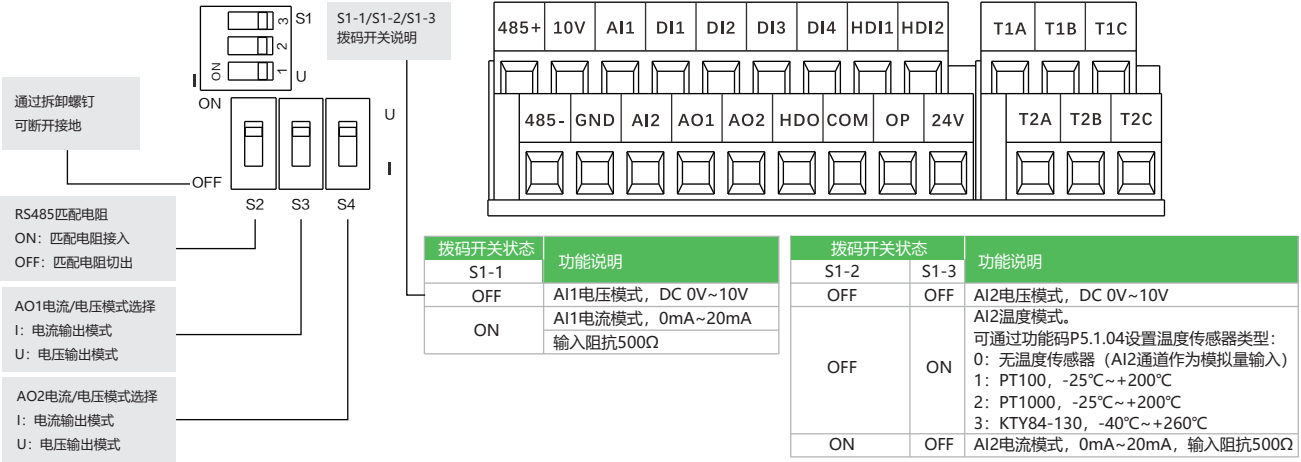 3 S1
2
ON 1 U
I
S1-1/S1-2/S1-3
拨码开关说明
通过拆卸螺钉
可断开接地
ON
U
OFF
I
S2 S3 S4
RS485匹配电阻
ON：匹配电阻接入
OFF：匹配电阻切出
AO1电流/电压模式选择
I：电流输出模式
U：电压输出模式
AO2电流/电压模式选择
I：电流输出模式
U：电压输出模式
485+ 10V AI1 DI1 DI2 DI3 DI4 HDI1 HDI2
T1A T1B T1C
485- GND AI2 AO1 AO2 HDO COM OP 24V
T2A T2B T2C
拨码开关状态 功能说明
S1-1
OFF AI1电压模式，DC 0V~10V
ON AI1电流模式，0mA~20mA
输入阻抗500Ω
拨码开关状态 功能说明
S1-2 S1-3
OFF OFF AI2电压模式，DC 0V~10V
OFF ON AI2温度模式。
可通过功能码P5.1.04设置温度传感器类型：
0：无温度传感器（AI2通道作为模拟量输入）
1：PT100，-25℃~+200℃
2：PT1000，-25℃~+200℃
3：KTY84-130，-40℃~+260℃
ON OFF AI2电流模式，0mA~20mA，输入阻抗500Ω